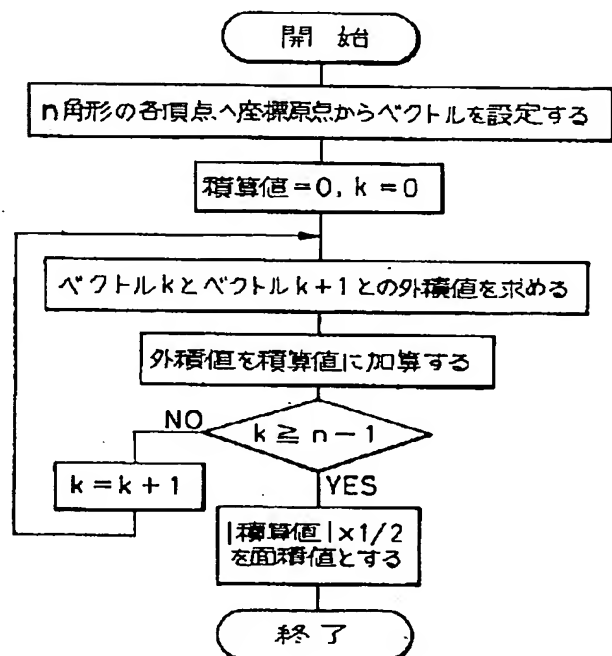 開始
n角形の各頂点へ座標原点からベクトルを設定する
積算値=0, k=0
ベクトルkとベクトルk+1との外積値を求める
外積値を積算値に加算する
k≧n-1
NO
YES
k=k+1
|積算値|×1/2
を面積値とする
終了